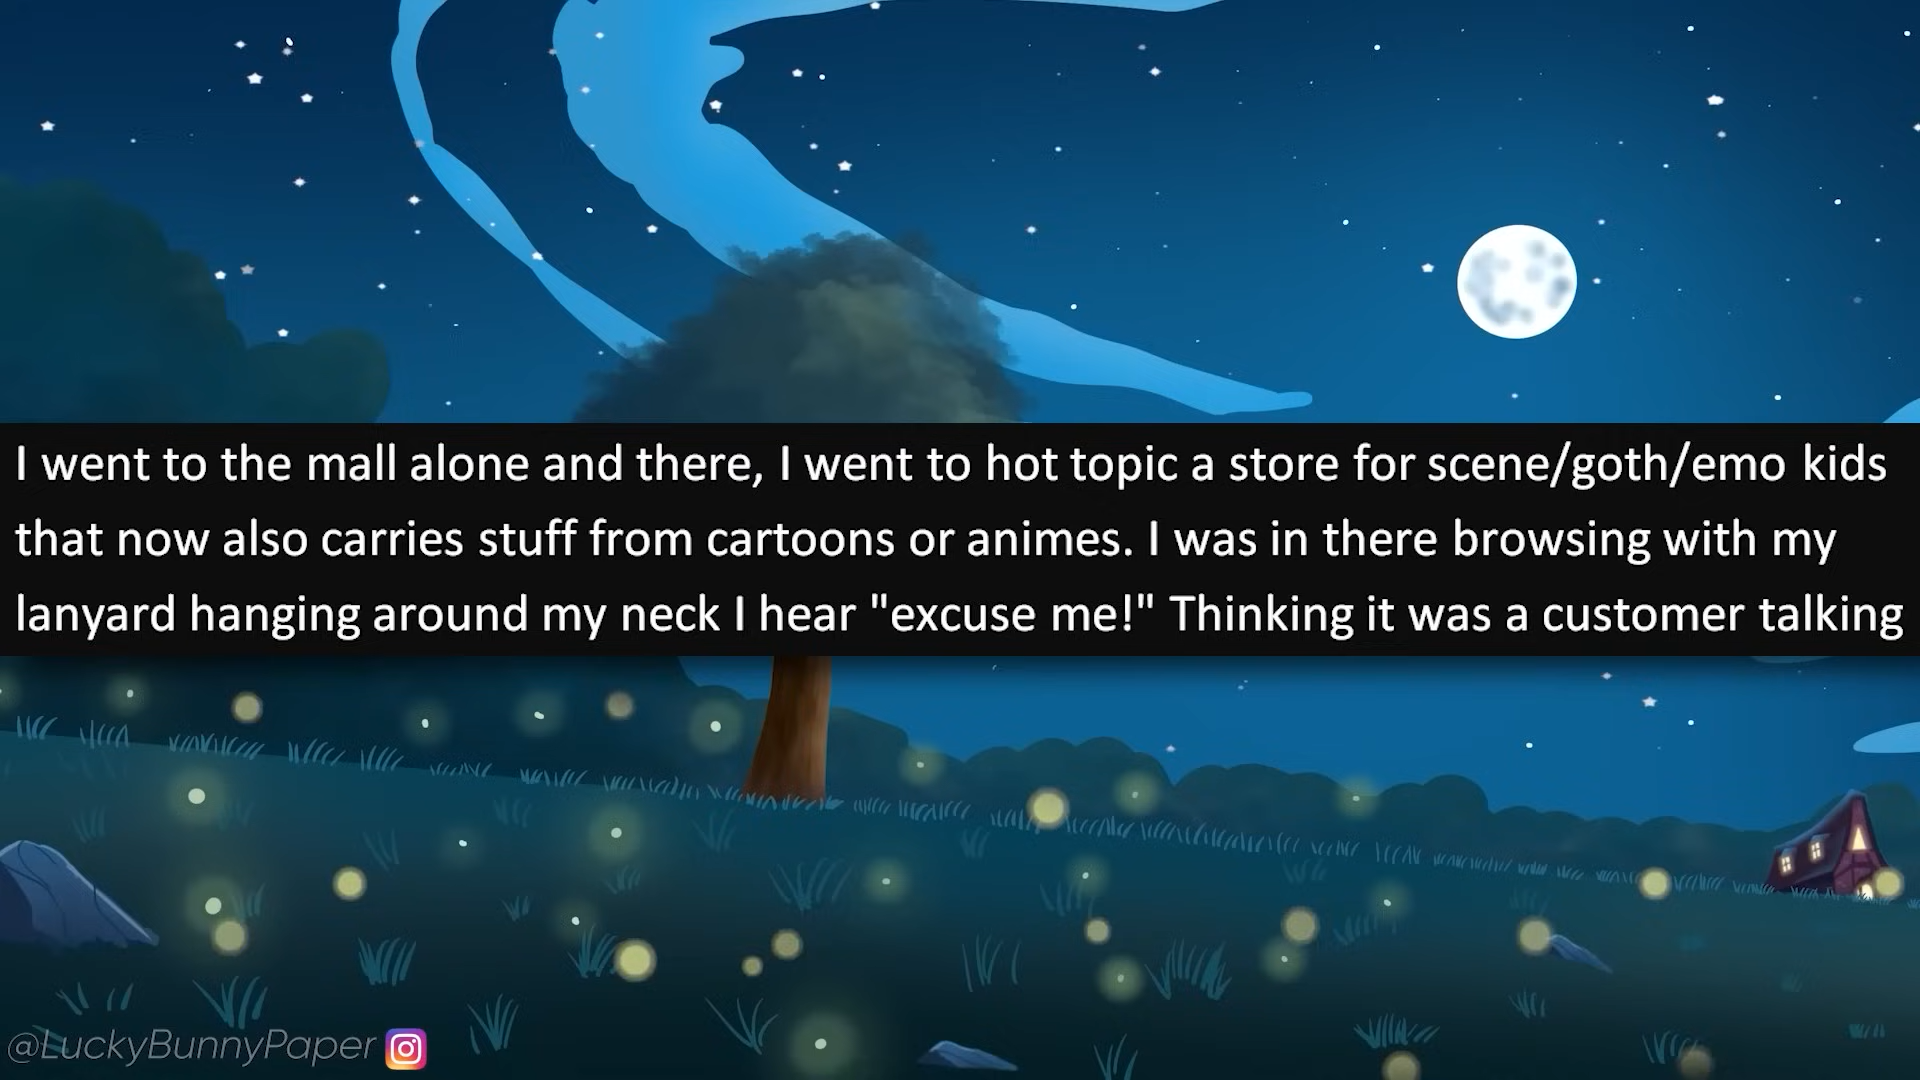 I went to the mall alone and there, I went to hot topic a store for scene/goth/emo kids
that now also carries stuff from cartoons or animes. I was in there browsing with my
lanyard hanging around my neck I hear "excuse me!" Thinking it was a customer talking
@LuckyBunnyPaper